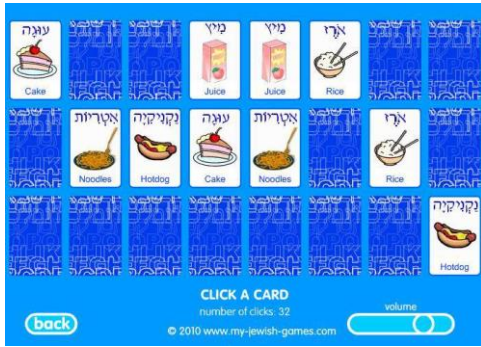 עוּגָה
Cake
מִיץ
Juice
מִיץ
Juice
אֹרֶז
Rice
אִטְרִיּוֹת
Noodles
נַקְנִיקִיָּה
Hotdog
עוּגָה
Cake
אִטְרִיּוֹת
Noodles
אֹרֶז
Rice
נַקְנִיקִיָּה
Hotdog
CLICK A CARD
number of clicks: 32
volume
back
© 2010 www.my-jewish-games.com